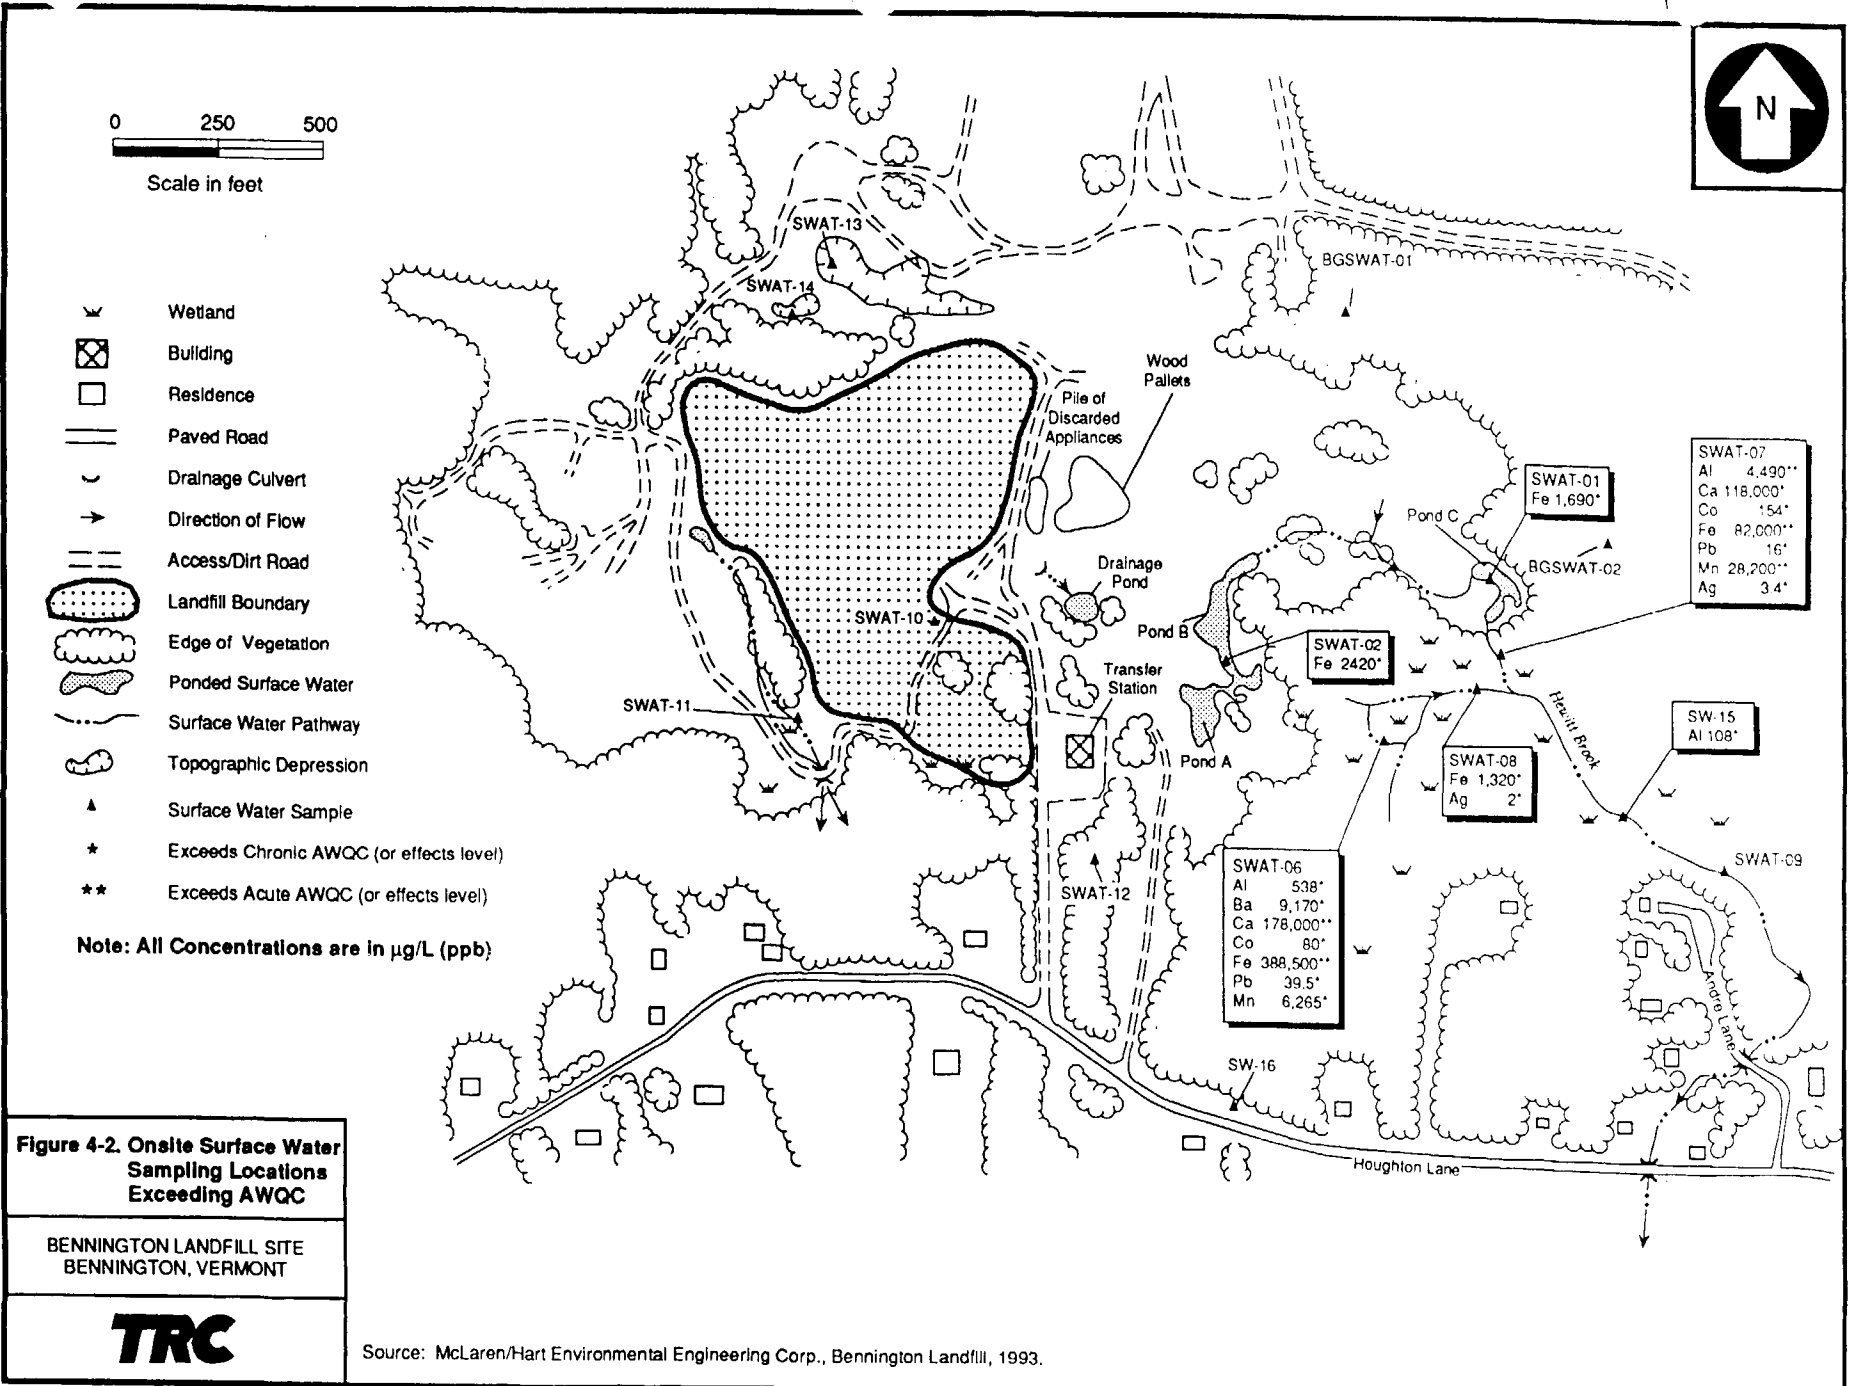 N
0 250 500
Scale in feet
Wetland
Building
Residence
Paved Road
Drainage Culvert
Direction of Flow
Access/Dirt Road
Landfill Boundary
Edge of Vegetation
Ponded Surface Water
Surface Water Pathway
Topographic Depression
Surface Water Sample
* Exceeds Chronic AWQC (or effects level)
** Exceeds Acute AWQC (or effects level)
Note: All Concentrations are in µg/L (ppb)
SWAT-13
SWAT-14
BGSWAT-01
Wood
Pallets
Pile of
Discarded
Appliances
SWAT-07
Al 4,490**
Ca 118,000*
Co 154*
Fe 82,000**
Pb 16*
Mn 28,200**
Ag 3.4*
SWAT-01
Fe 1,690*
Pond C
BGSWAT-02
Drainage
Pond
SWAT-10
Pond B
SWAT-02
Fe 2420*
Transfer
Station
SWAT-11
Hewitt Brook
SW-15
Al 108*
Pond A
SWAT-08
Fe 1,320*
Ag 2*
SWAT-09
SWAT-06
Al 538*
Ba 9,170*
Ca 178,000**
Co 80*
Fe 388,500**
Pb 39.5*
Mn 6,265*
SWAT-12
Andre Lane
SW-16
Houghton Lane
Figure 4-2. Onsite Surface Water
Sampling Locations
Exceeding AWQC
BENNINGTON LANDFILL SITE
BENNINGTON, VERMONT
TRC
Source: McLaren/Hart Environmental Engineering Corp., Bennington Landfill, 1993.